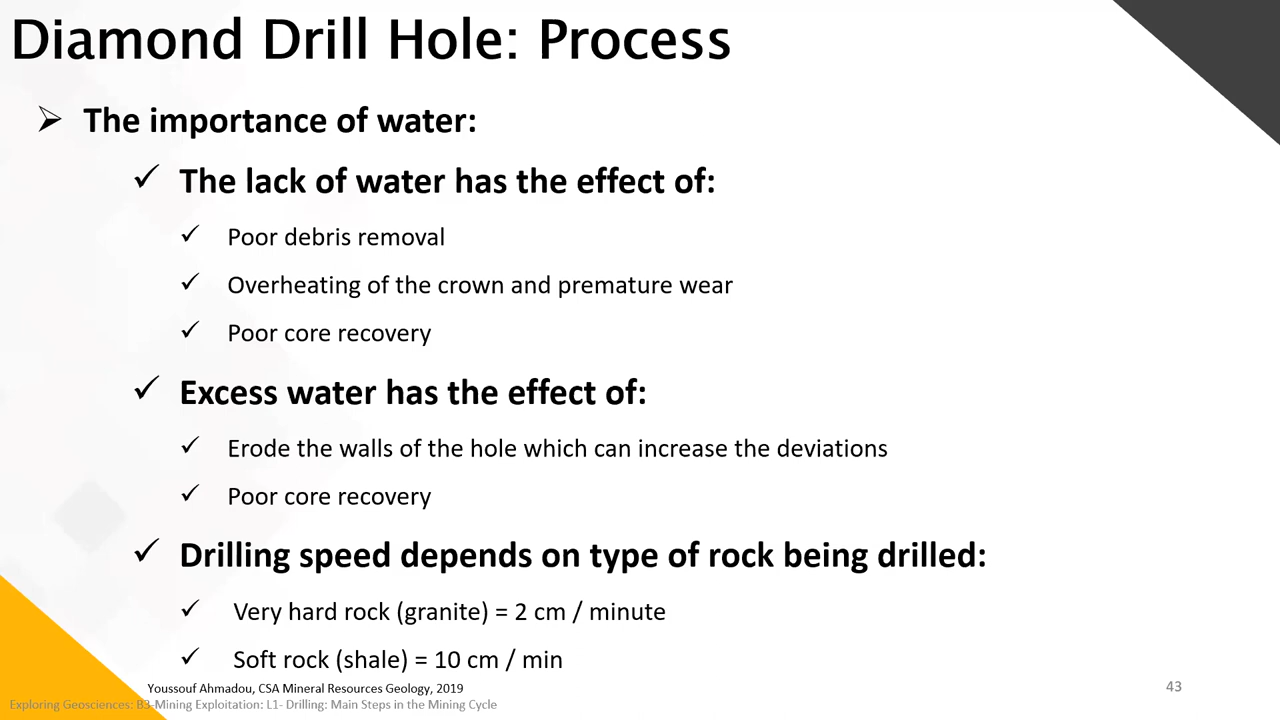 Diamond Drill Hole: Process
➢ The importance of water:
✓ The lack of water has the effect of:
✓ Poor debris removal
✓ Overheating of the crown and premature wear
✓ Poor core recovery
✓ Excess water has the effect of:
✓ Erode the walls of the hole which can increase the deviations
✓ Poor core recovery
✓ Drilling speed depends on type of rock being drilled:
✓ Very hard rock (granite) = 2 cm / minute
✓ Soft rock (shale) = 10 cm / min
Youssouf Ahmadou, CSA Mineral Resources Geology, 2019
43
Exploring Geosciences: B3-Mining Exploitation: L1- Drilling: Main Steps in the Mining Cycle